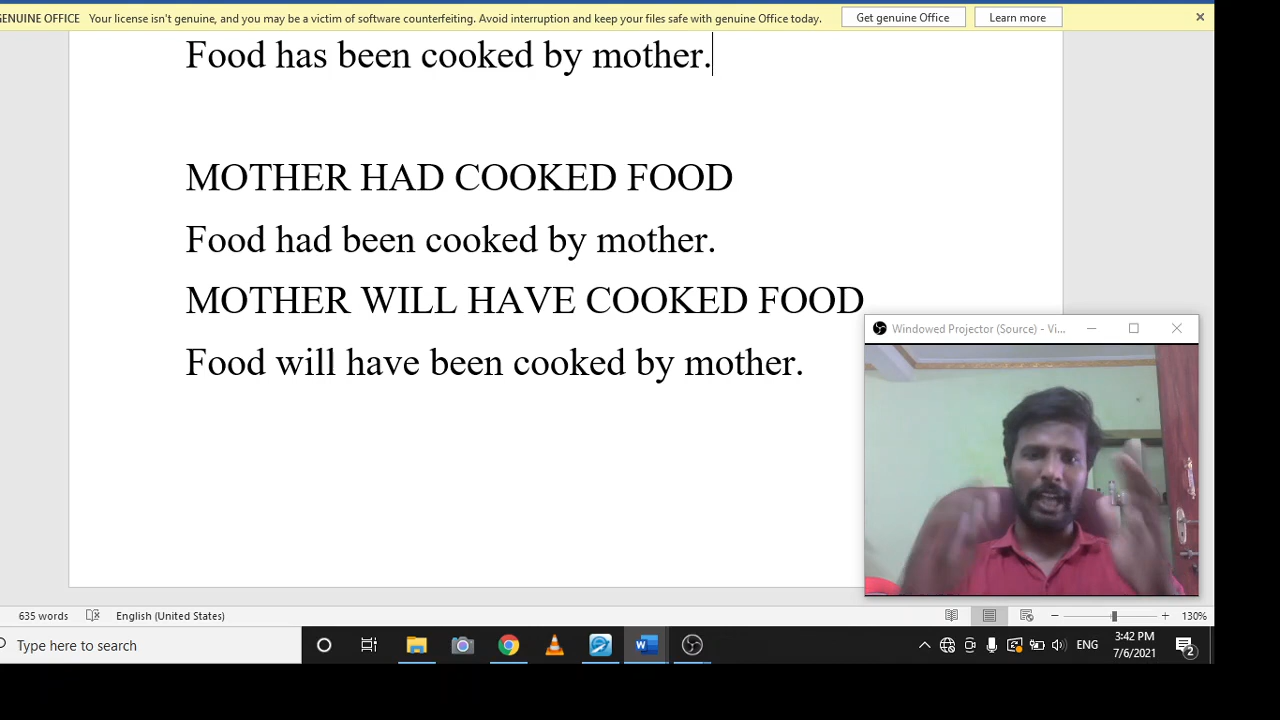 GENUINE OFFICE Your license isn't genuine, and you may be a victim of software counterfeiting. Avoid interruption and keep your files safe with genuine Office today. Get genuine Office Learn more
Food has been cooked by mother.
MOTHER HAD COOKED FOOD
Food had been cooked by mother.
MOTHER WILL HAVE COOKED FOOD
Windowed Projector (Source) - Vi...
Food will have been cooked by mother.
635 words English (United States) 130%
Type here to search ENG 3:42 PM
7/6/2021 2